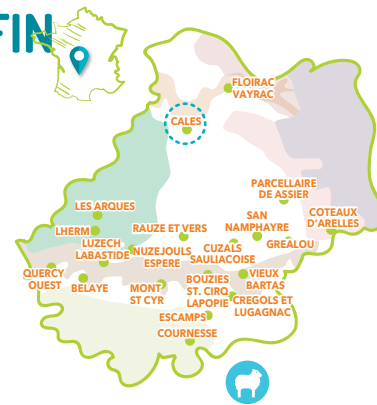 FIN
FLOIRAC
VAYRAC
CALES
PARCELLAIRE
DE ASSIER
LES ARQUES
SAN
NAMPHAYRE
COTEAUX
D'ARELLES
LHERM
RAUZE ET VERS
LUZECH
LABASTIDE
NUZEJOULS
ESPERE
CUZALS
SAULIACOISE
GREALOU
QUERCY
OUEST
BELAYE
MONT
ST CYR
BOUZIES
ST. CIRQ
LAPOPIE
VIEUX
BARTAS
CREGOLS ET
LUGAGNAC
ESCAMPS
COURNESSE